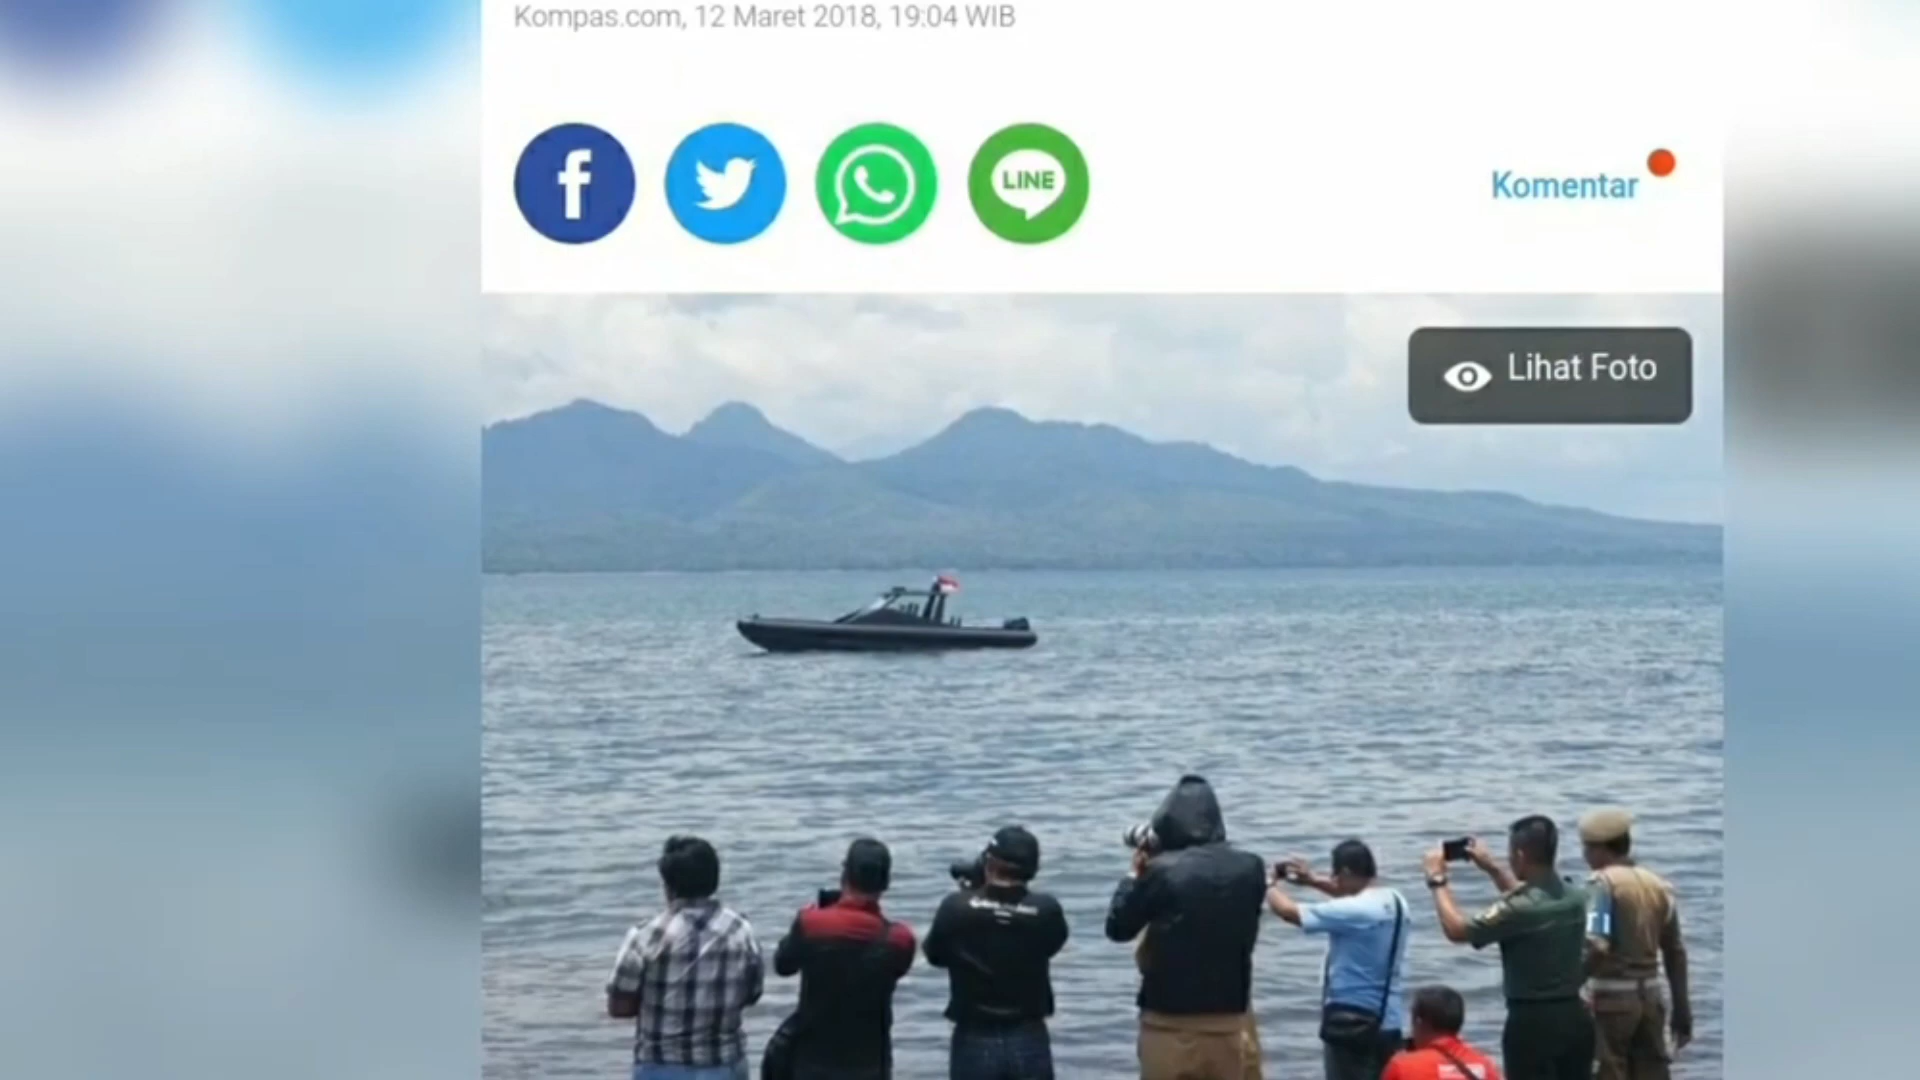 Kompas.com, 12 Maret 2018, 19:04 WIB
f
LINE
Komentar
Lihat Foto